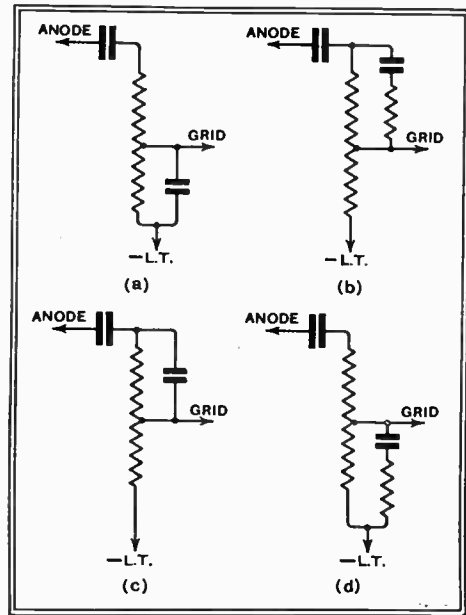 ANODE
GRID
—L.T.
(a)
ANODE
GRID
—L.T.
(b)
ANODE
GRID
—L.T.
(c)
ANODE
GRID
—L.T.
(d)